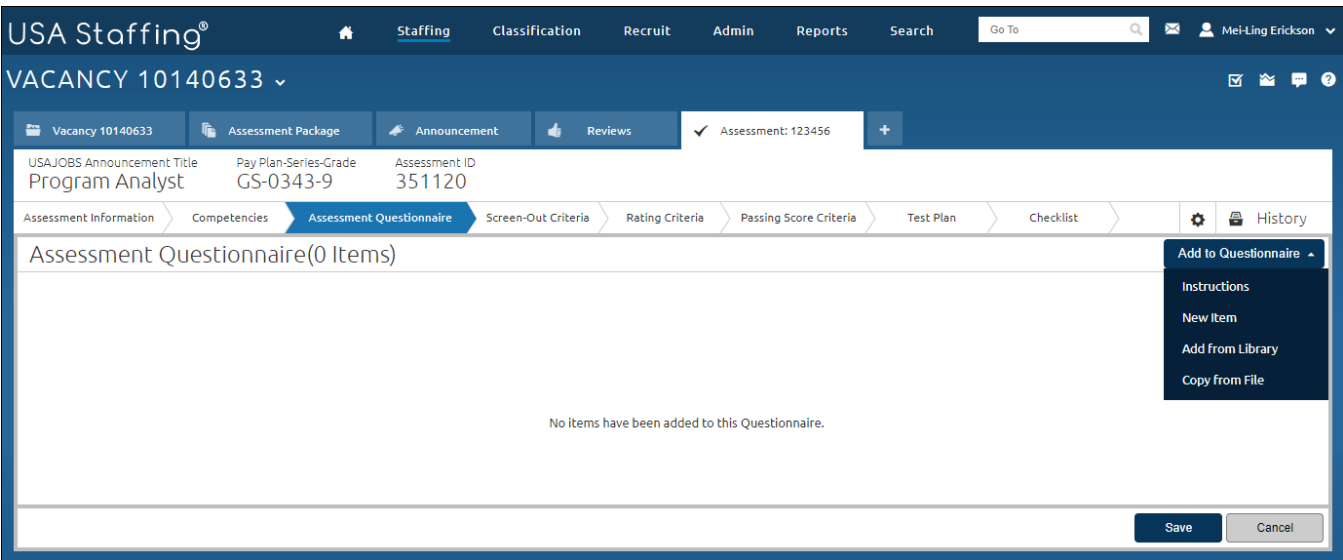 USA Staffing®
Staffing Classification Recruit Admin Reports Search Go To Mei-Ling Erickson
VACANCY 10140633
Vacancy 10140633 Assessment Package Announcement Reviews Assessment: 123456 +
USAJOBS Announcement Title Pay Plan-Series-Grade Assessment ID
Program Analyst GS-0343-9 351120
Assessment Information Competencies Assessment Questionnaire Screen-Out Criteria Rating Criteria Passing Score Criteria Test Plan Checklist History
Assessment Questionnaire(0 Items) Add to Questionnaire
Instructions
New Item
Add from Library
Copy from File
No items have been added to this Questionnaire.
Save Cancel